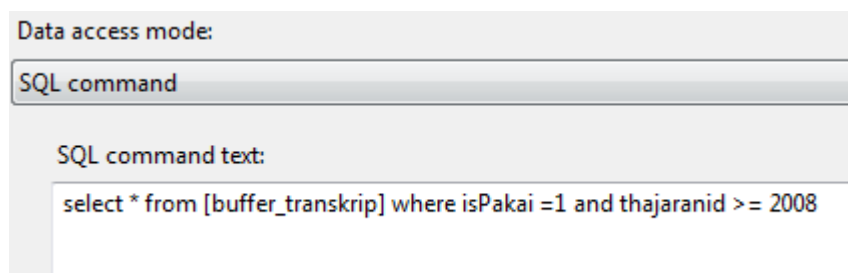 Data access mode:
SQL command
SQL command text:
select * from [buffer_transkrip] where isPakai =1 and thajaranid >= 2008